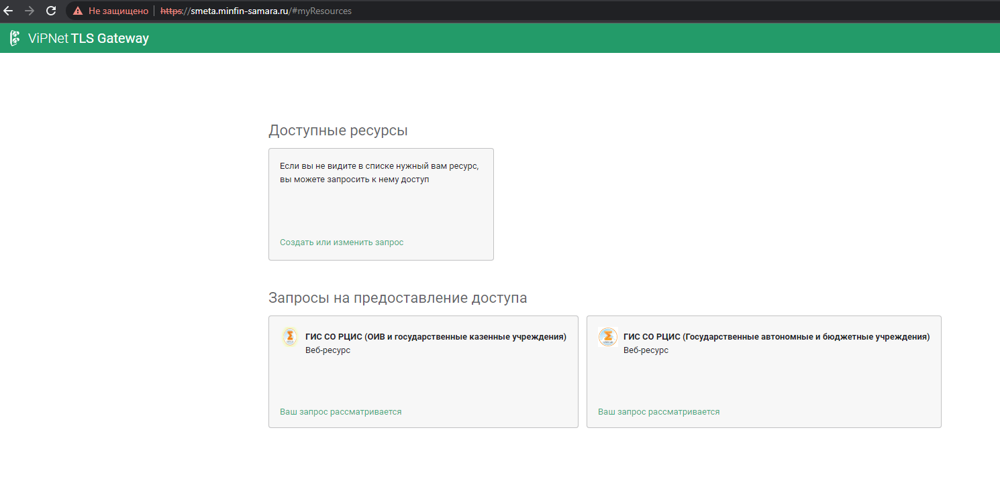 Не защищено https://smeta.minfin-samara.ru/#myResources
ViPNet TLS Gateway
Доступные ресурсы
Если вы не видите в списке нужный вам ресурс,
вы можете запросить к нему доступ
Создать или изменить запрос
Запросы на предоставление доступа
ГИС СО РЦИС (ОИВ и государственные казенные учреждения)
Веб-ресурс
Ваш запрос рассматривается
ГИС СО РЦИС (Государственные автономные и бюджетные учреждения)
Веб-ресурс
Ваш запрос рассматривается